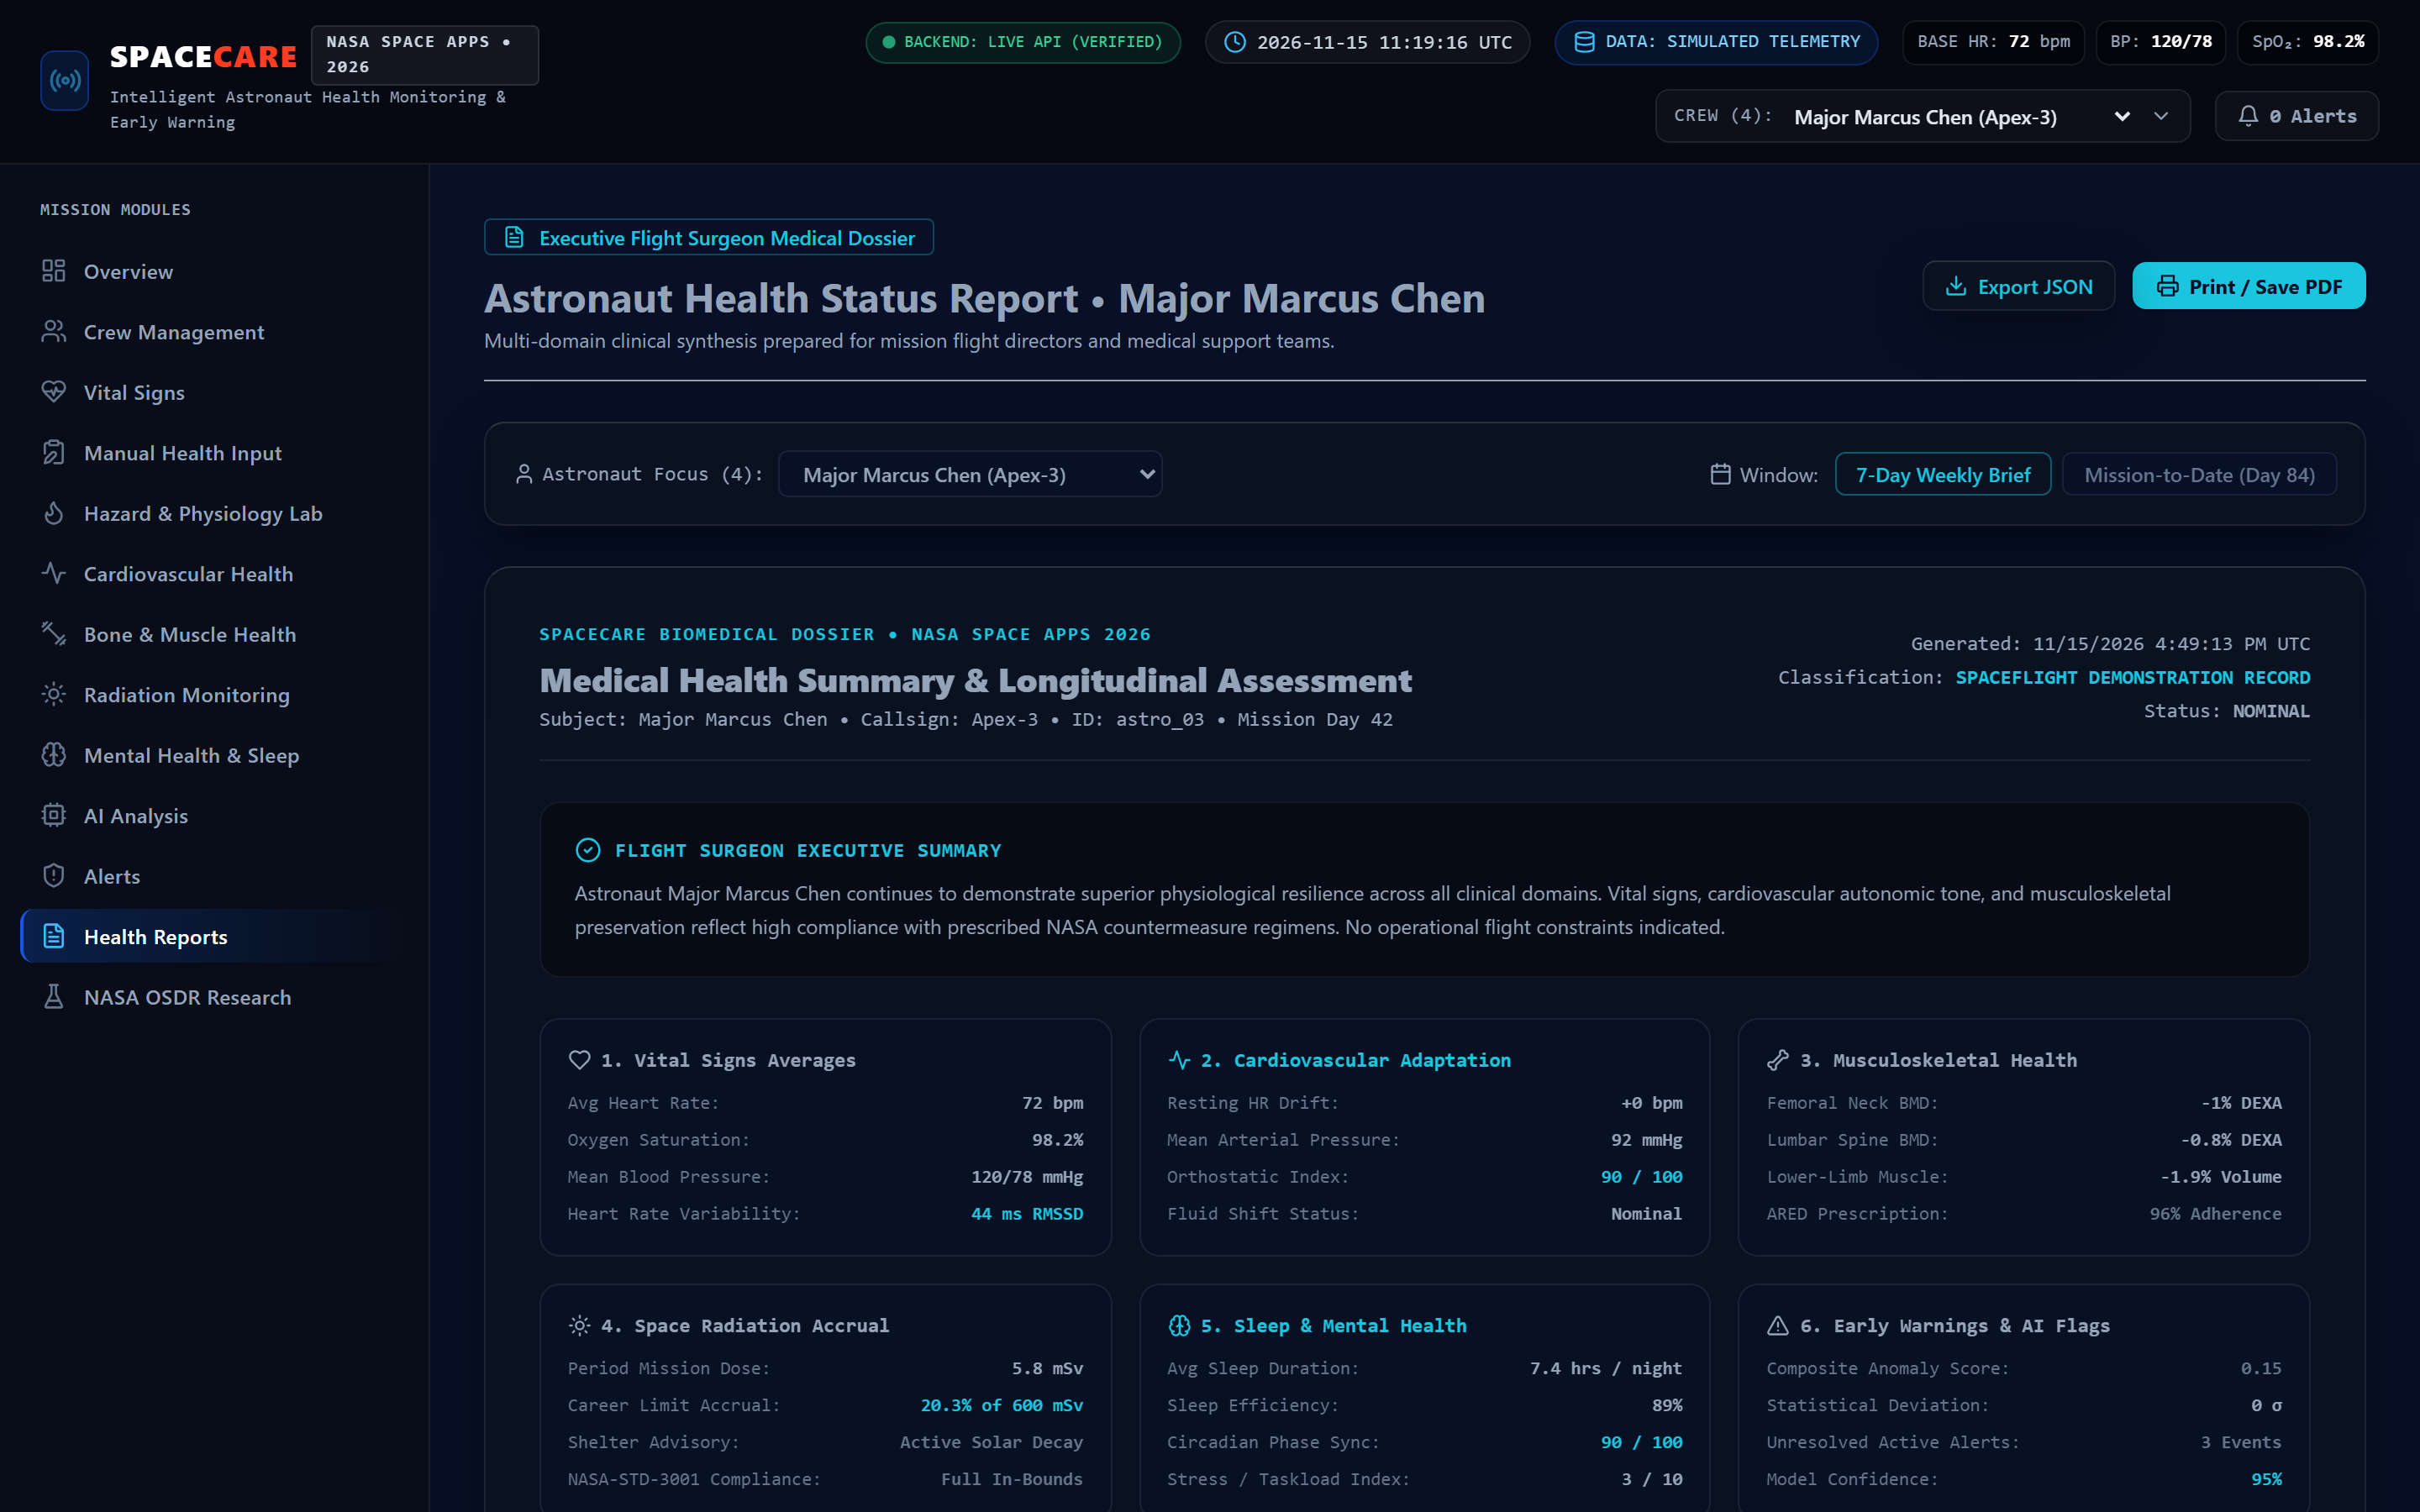 SPACECARE
NASA SPACE APPS •
2026
Intelligent Astronaut Health Monitoring &
Early Warning
BACKEND: LIVE API (VERIFIED)
2026-11-15 11:19:16 UTC
DATA: SIMULATED TELEMETRY
BASE HR: 72 bpm
BP: 120/78
SpO₂: 98.2%
CREW (4): Major Marcus Chen (Apex-3)
0 Alerts
MISSION MODULES
Overview
Crew Management
Vital Signs
Manual Health Input
Hazard & Physiology Lab
Cardiovascular Health
Bone & Muscle Health
Radiation Monitoring
Mental Health & Sleep
AI Analysis
Alerts
Health Reports
NASA OSDR Research
Executive Flight Surgeon Medical Dossier
Astronaut Health Status Report • Major Marcus Chen
Multi-domain clinical synthesis prepared for mission flight directors and medical support teams.
Export JSON
Print / Save PDF
Astronaut Focus (4): Major Marcus Chen (Apex-3)
Window: 7-Day Weekly Brief Mission-to-Date (Day 84)
SPACECARE BIOMEDICAL DOSSIER • NASA SPACE APPS 2026
Medical Health Summary & Longitudinal Assessment
Subject: Major Marcus Chen • Callsign: Apex-3 • ID: astro_03 • Mission Day 42
Generated: 11/15/2026 4:49:13 PM UTC
Classification: SPACEFLIGHT DEMONSTRATION RECORD
Status: NOMINAL
FLIGHT SURGEON EXECUTIVE SUMMARY
Astronaut Major Marcus Chen continues to demonstrate superior physiological resilience across all clinical domains. Vital signs, cardiovascular autonomic tone, and musculoskeletal
preservation reflect high compliance with prescribed NASA countermeasure regimens. No operational flight constraints indicated.
1. Vital Signs Averages
Avg Heart Rate: 72 bpm
Oxygen Saturation: 98.2%
Mean Blood Pressure: 120/78 mmHg
Heart Rate Variability: 44 ms RMSSD
2. Cardiovascular Adaptation
Resting HR Drift: +0 bpm
Mean Arterial Pressure: 92 mmHg
Orthostatic Index: 90 / 100
Fluid Shift Status: Nominal
3. Musculoskeletal Health
Femoral Neck BMD: -1% DEXA
Lumbar Spine BMD: -0.8% DEXA
Lower-Limb Muscle: -1.9% Volume
ARED Prescription: 96% Adherence
4. Space Radiation Accrual
Period Mission Dose: 5.8 mSv
Career Limit Accrual: 20.3% of 600 mSv
Shelter Advisory: Active Solar Decay
NASA-STD-3001 Compliance: Full In-Bounds
5. Sleep & Mental Health
Avg Sleep Duration: 7.4 hrs / night
Sleep Efficiency: 89%
Circadian Phase Sync: 90 / 100
Stress / Taskload Index: 3 / 10
6. Early Warnings & AI Flags
Composite Anomaly Score: 0.15
Statistical Deviation: 0 σ
Unresolved Active Alerts: 3 Events
Model Confidence: 95%